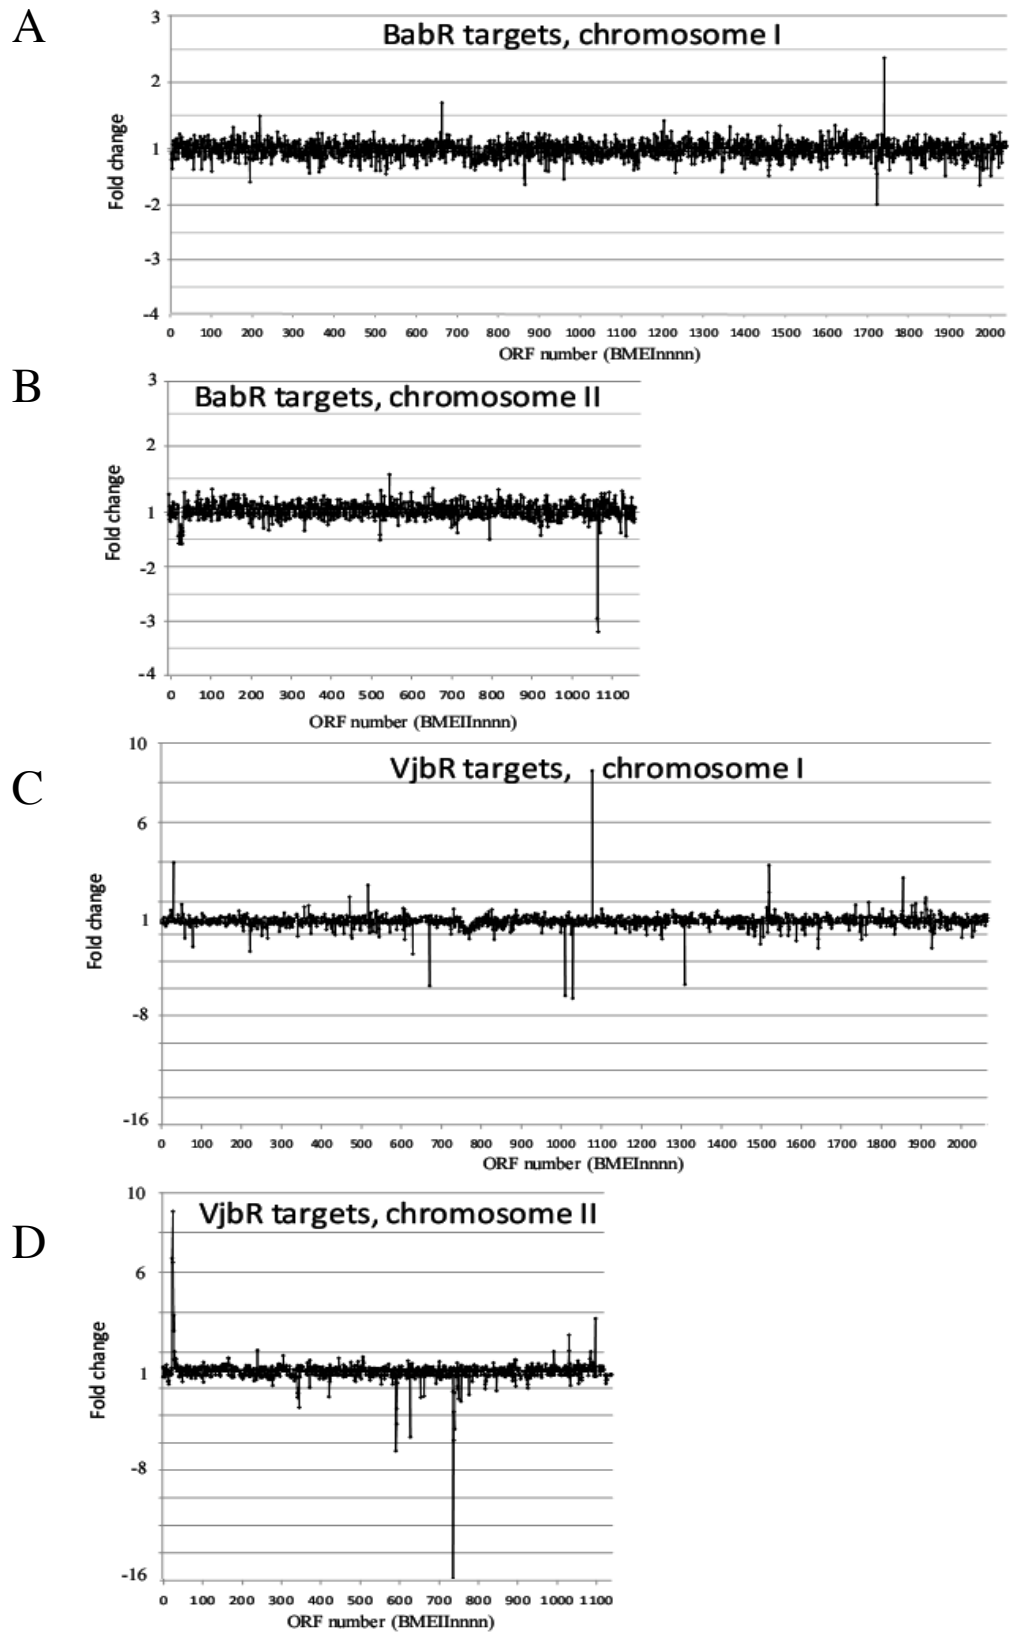 A
BabR targets, chromosome I
3
2
1
-2
-3
-4
Fold change
0 100 200 300 400 500 600 700 800 900 1000 1100 1200 1300 1400 1500 1600 1700 1800 1900 2000
ORF number (BMEInnnn)
B
BabR targets, chromosome II
3
2
1
-2
-3
-4
Fold change
0 100 200 300 400 500 600 700 800 900 1000 1100
ORF number (BMEIInnnn)
C
VjbR targets, chromosome I
10
6
1
-8
-16
Fold change
0 100 200 300 400 500 600 700 800 900 1000 1100 1200 1300 1400 1500 1600 1700 1800 1900 2000
ORF number (BMEInnnn)
D
VjbR targets, chromosome II
10
6
1
-8
-16
Fold change
0 100 200 300 400 500 600 700 800 900 1000 1100
ORF number (BMEIInnnn)